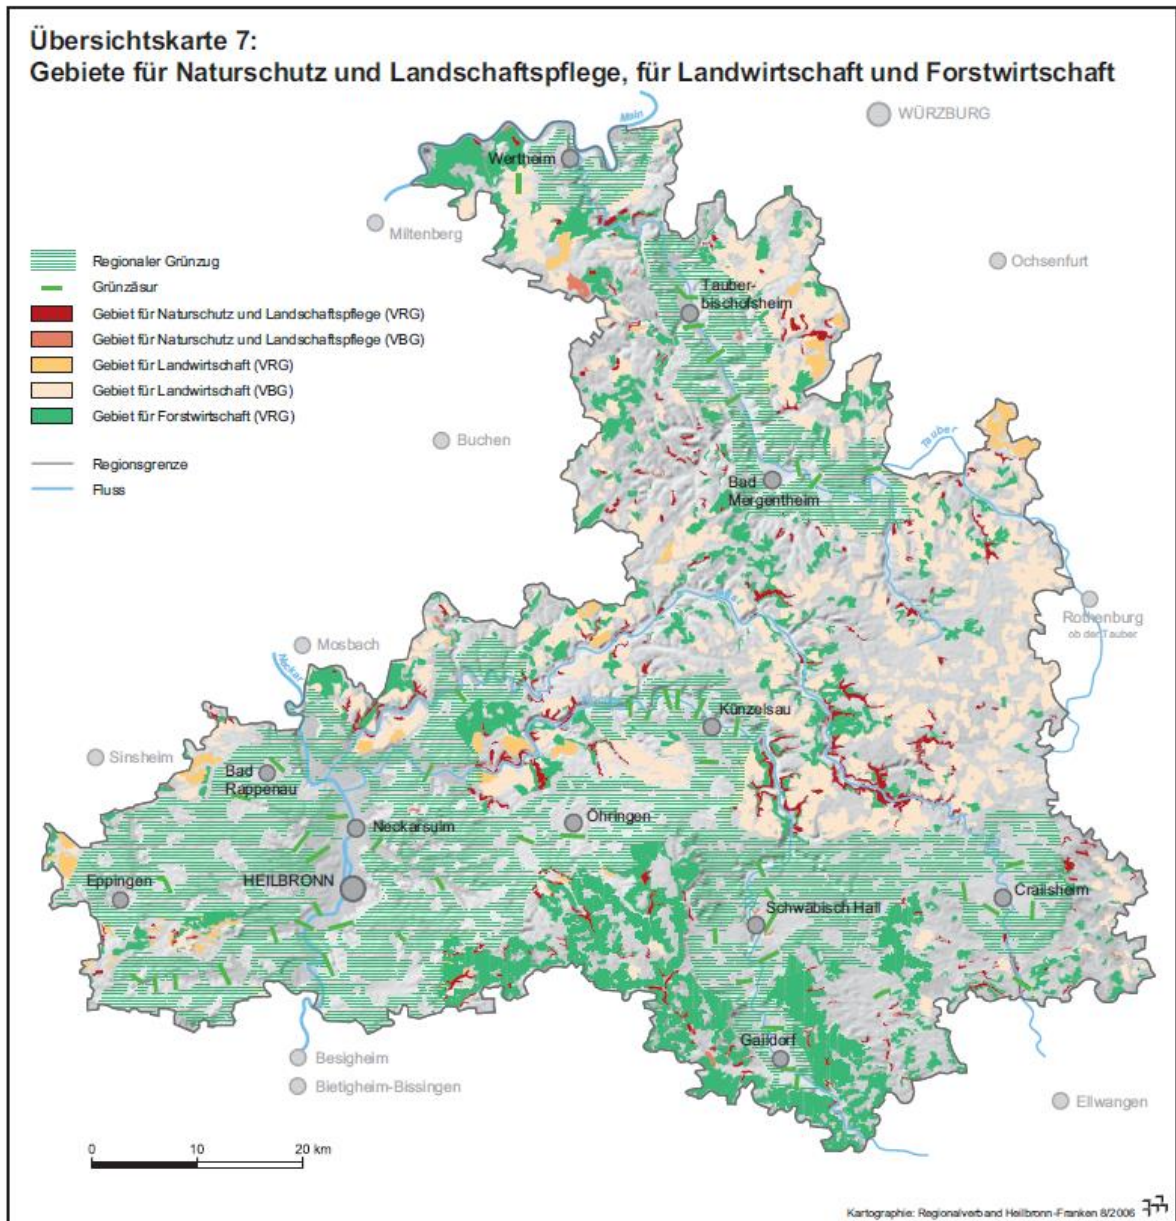 Übersichtskarte 7:
Gebiete für Naturschutz und Landschaftspflege, für Landwirtschaft und Forstwirtschaft
Main
WÜRZBURG
Wertheim
Miltenberg
Ochsenfurt
Regionaler Grünzug
Grünzäsur
Gebiet für Naturschutz und Landschaftspflege (VRG)
Gebiet für Naturschutz und Landschaftspflege (VBG)
Gebiet für Landwirtschaft (VRG)
Gebiet für Landwirtschaft (VBG)
Gebiet für Forstwirtschaft (VRG)
Regionsgrenze
Fluss
Tauber-
bischofsheim
Buchen
Tauber
Bad
Mergentheim
Jagst
Rothenburg
ob der Tauber
Mosbach
Neckar
Künzelsau
Sinsheim
Bad
Rappenau
Neckarsulm
Öhringen
Eppingen
HEILBRONN
Schwäbisch Hall
Crailsheim
Gaildorf
Besigheim
Bietigheim-Bissingen
Ellwangen
0 10 20 km
Kartographie: Regionalverband Heilbronn-Franken 8/2006